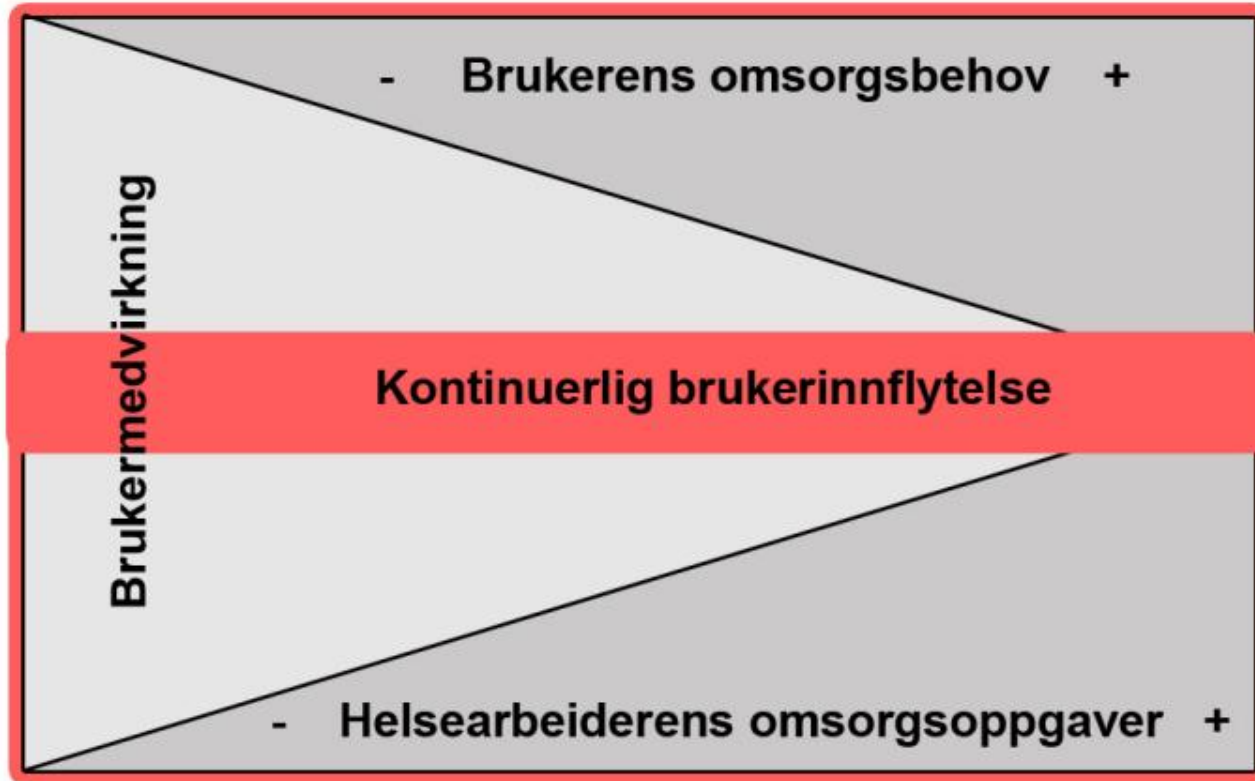 - Brukerens omsorgsbehov +
Brukermedvirkning
Kontinuerlig brukerinnflytelse
- Helsearbeiderens omsorgsoppgaver +